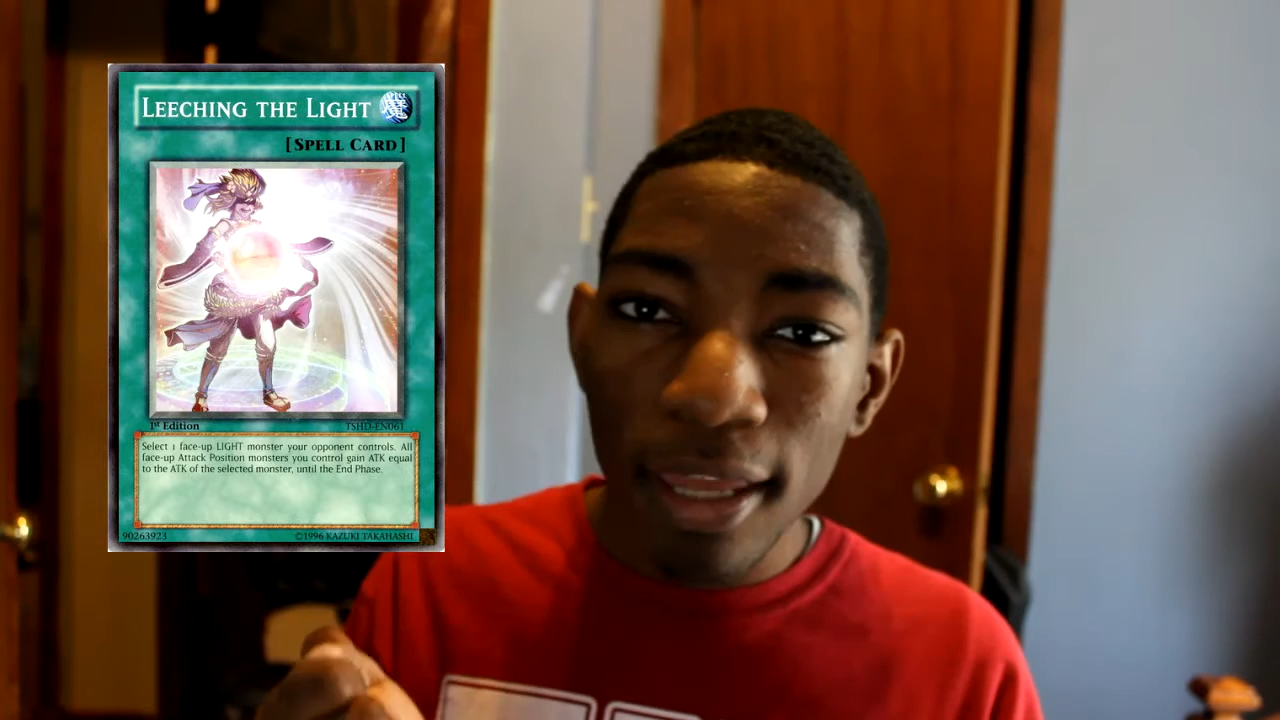 LEECHING THE LIGHT 魔
[SPELL CARD]
1st Edition TSHD-EN061
Select 1 face-up LIGHT monster your opponent controls. All
face-up Attack Position monsters you control gain ATK equal
to the ATK of the selected monster, until the End Phase.
90263923 ©1996 KAZUKI TAKAHASHI